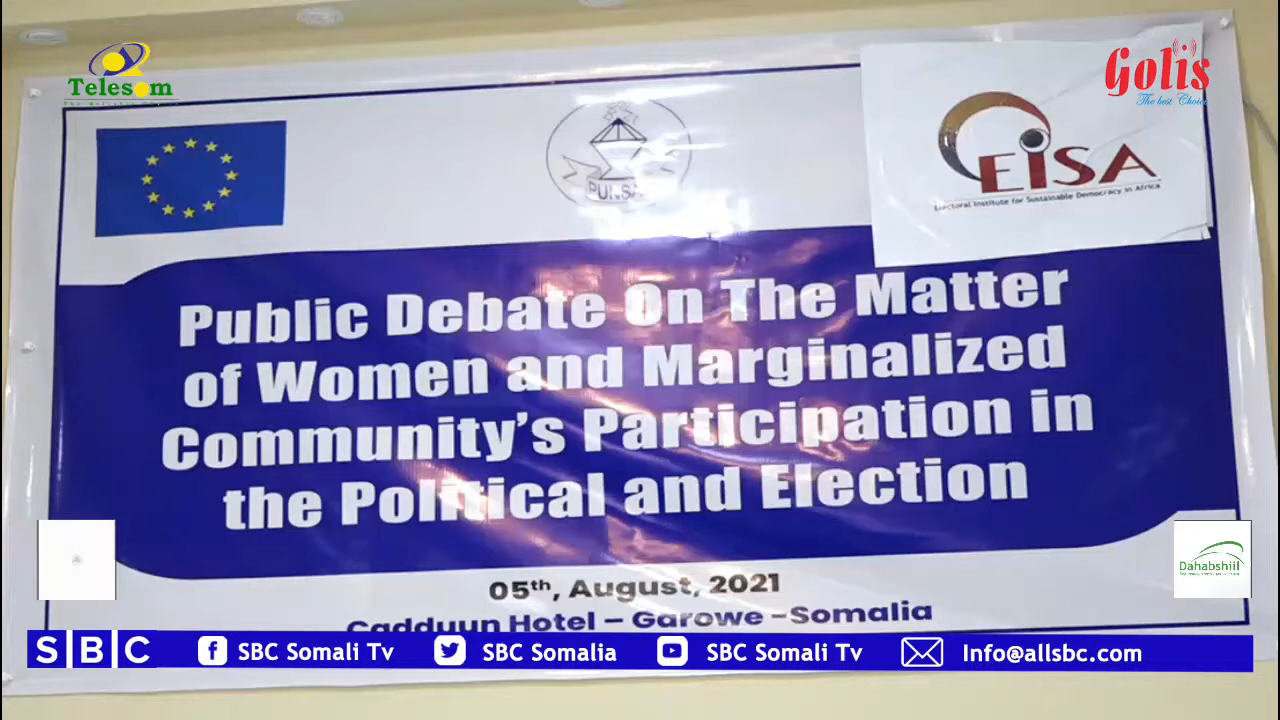 Telesom
Golis
The best Choice
EISA
Electoral Institute for Sustainable Democracy in Africa
Public Debate On The Matter
of Women and Marginalized
Community's Participation in
the Political and Election
05th, August, 2021
Cadduun Hotel – Garowe –Somalia
Dahabshiil
SBC
SBC Somali Tv
SBC Somalia
SBC Somali Tv
Info@allsbc.com